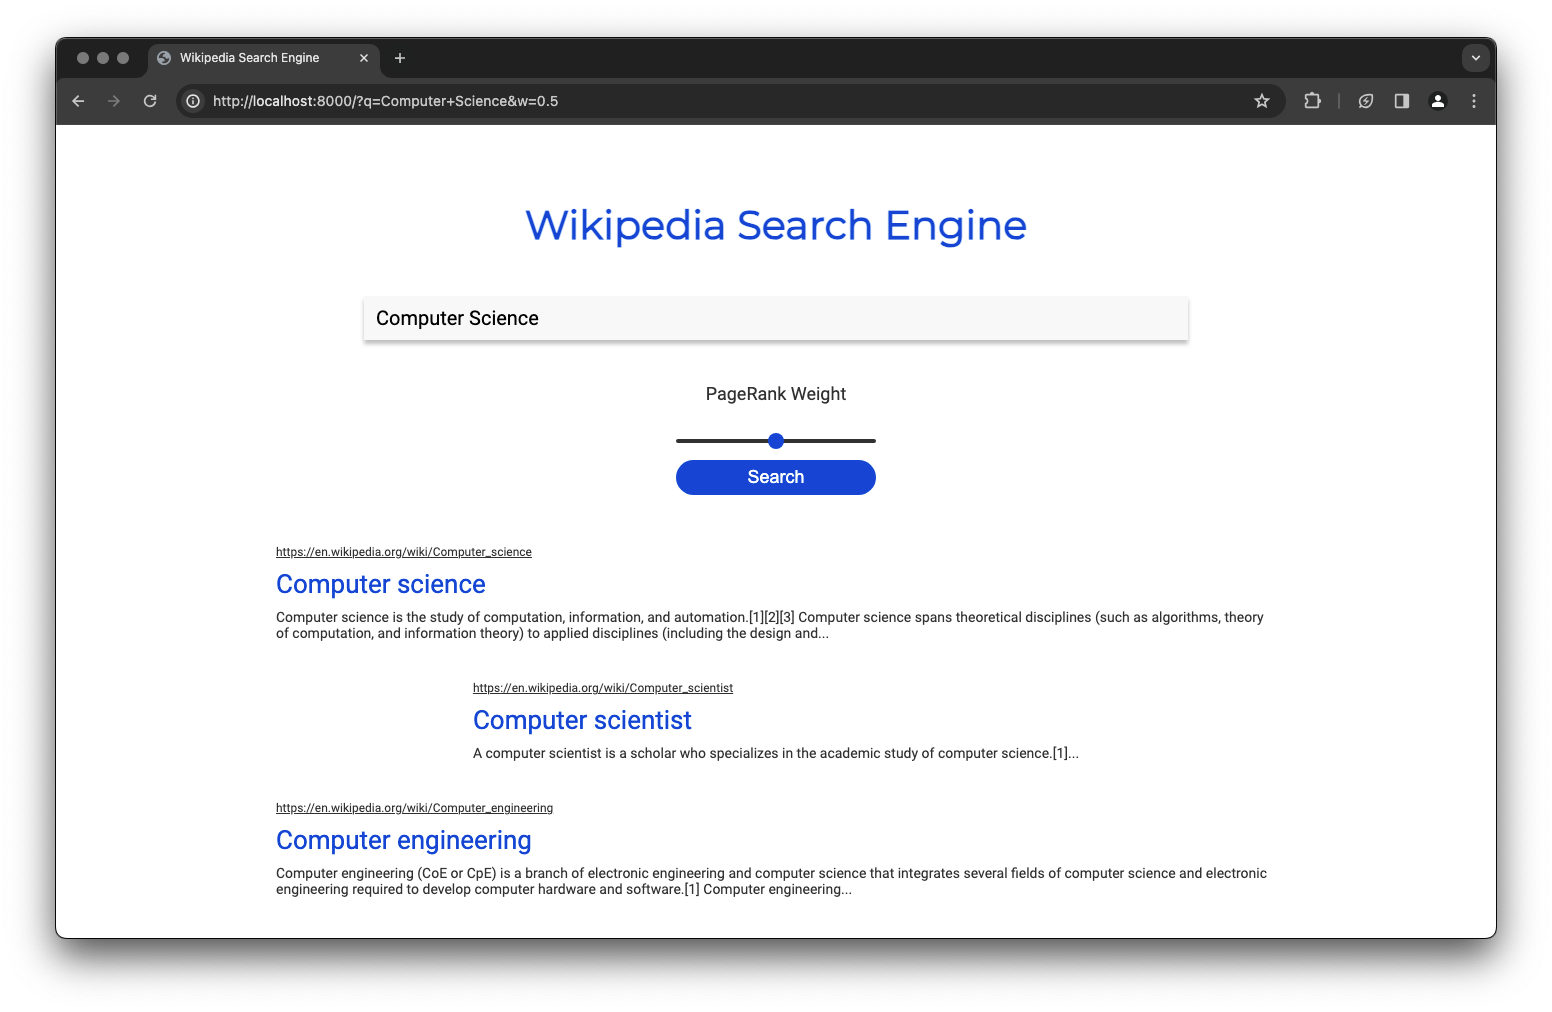 Wikipedia Search Engine
http://localhost:8000/?q=Computer+Science&w=0.5
Wikipedia Search Engine
Computer Science
PageRank Weight
Search
https://en.wikipedia.org/wiki/Computer_science
Computer science
Computer science is the study of computation, information, and automation.[1][2][3] Computer science spans theoretical disciplines (such as algorithms, theory
of computation, and information theory) to applied disciplines (including the design and...
https://en.wikipedia.org/wiki/Computer_scientist
Computer scientist
A computer scientist is a scholar who specializes in the academic study of computer science.[1]...
https://en.wikipedia.org/wiki/Computer_engineering
Computer engineering
Computer engineering (CoE or CpE) is a branch of electronic engineering and computer science that integrates several fields of computer science and electronic
engineering required to develop computer hardware and software.[1] Computer engineering...